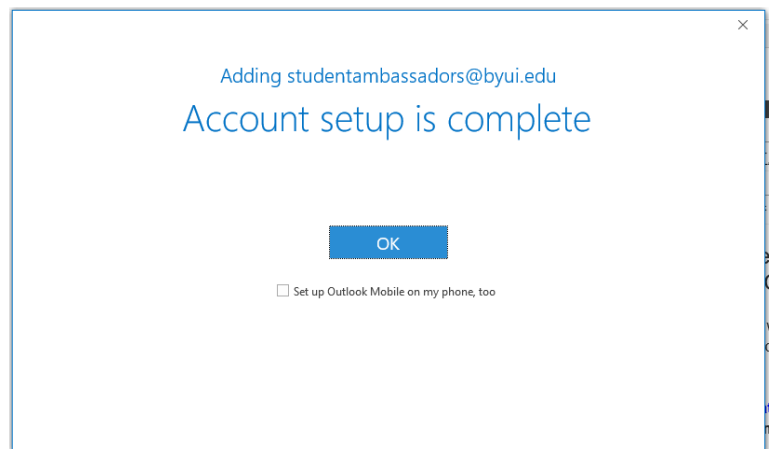 Adding studentambassadors@byui.edu
Account setup is complete
OK
Set up Outlook Mobile on my phone, too